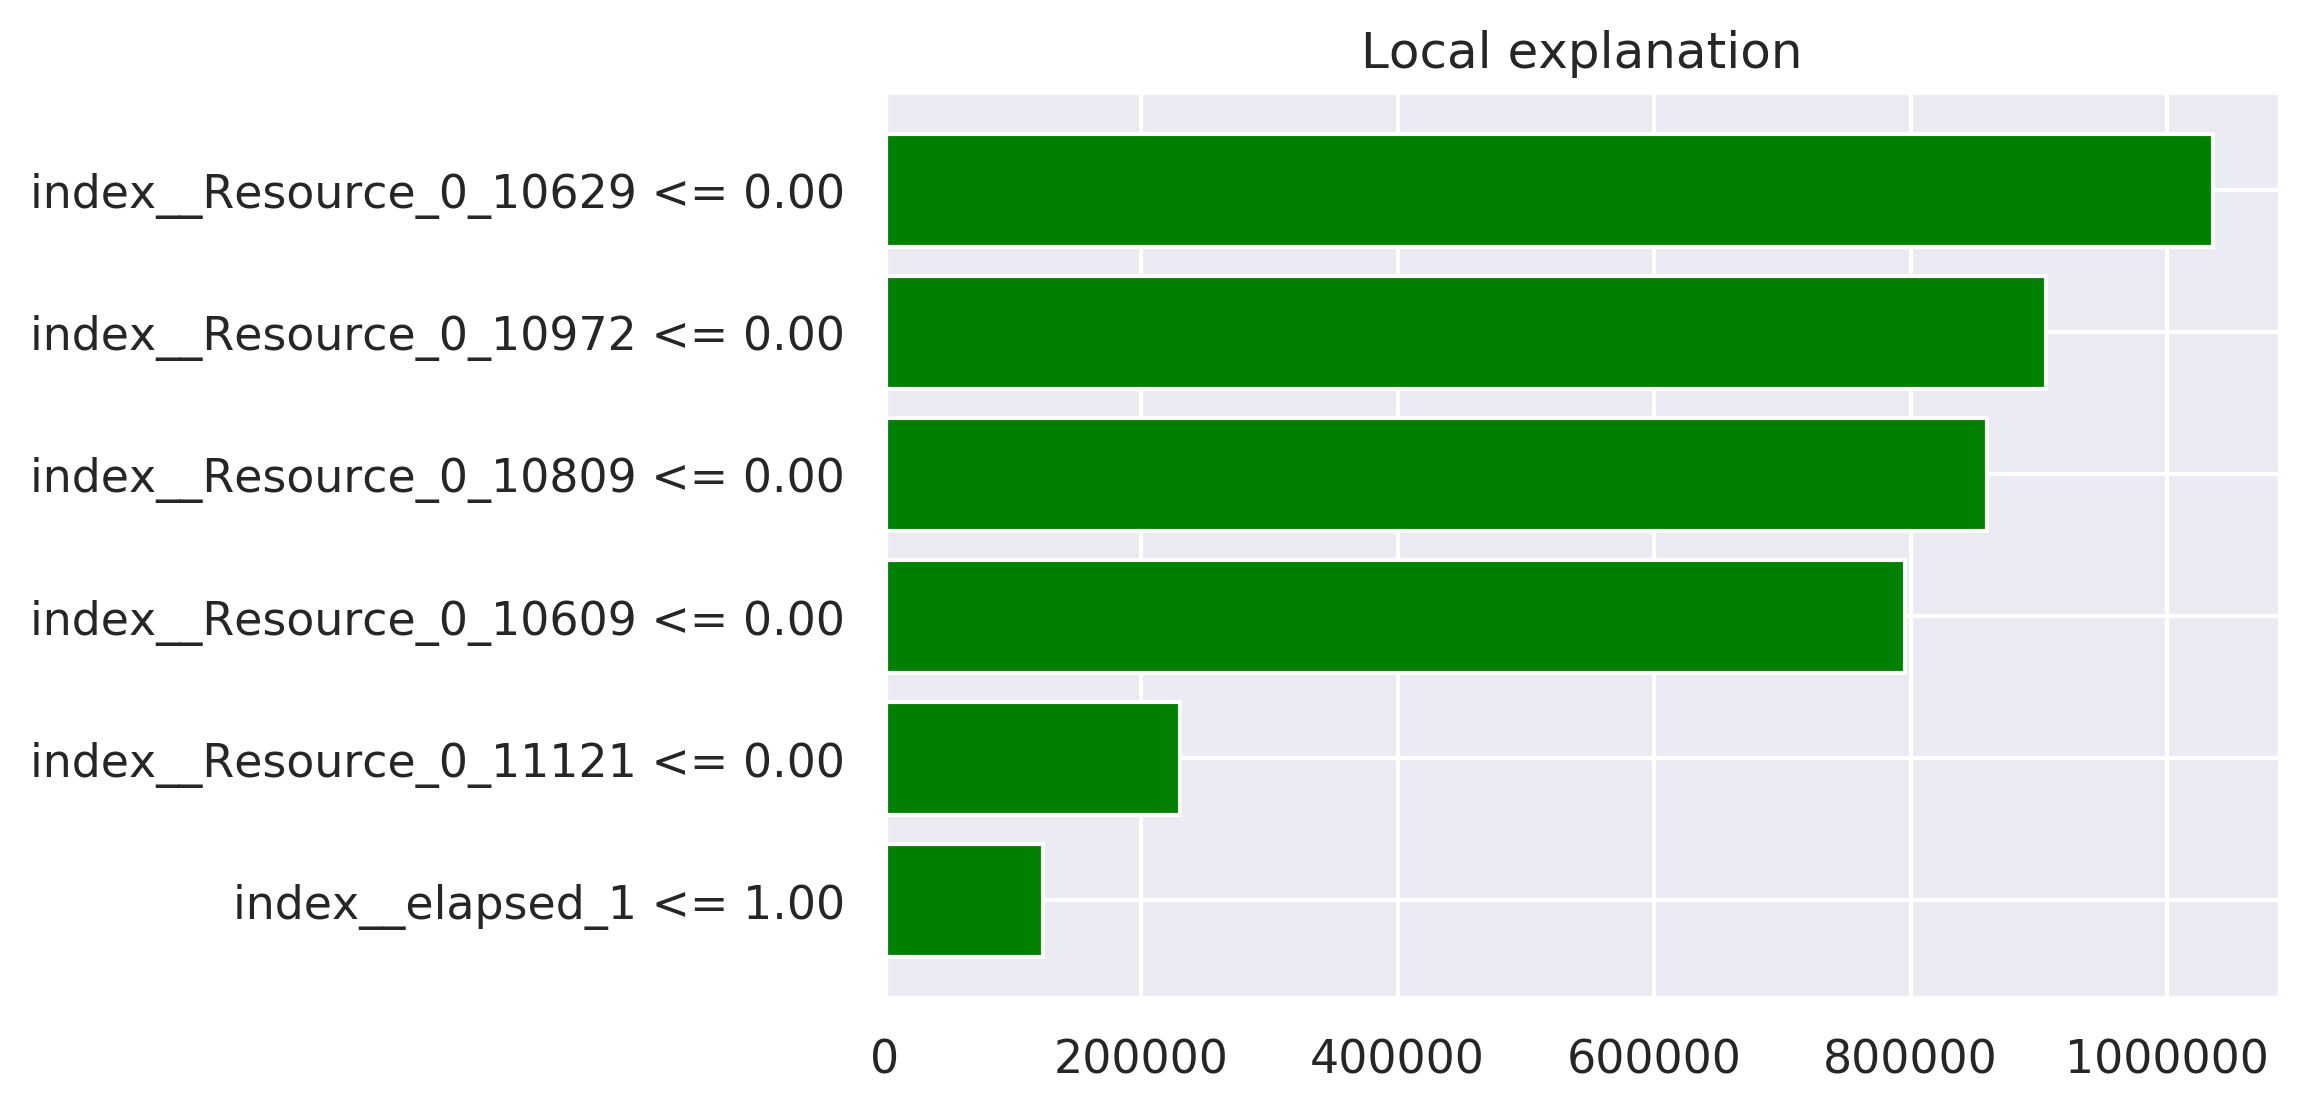 Local explanation
index__Resource_0_10629 <= 0.00
index__Resource_0_10972 <= 0.00
index__Resource_0_10809 <= 0.00
index__Resource_0_10609 <= 0.00
index__Resource_0_11121 <= 0.00
index__elapsed_1 <= 1.00
0 200000 400000 600000 800000 1000000